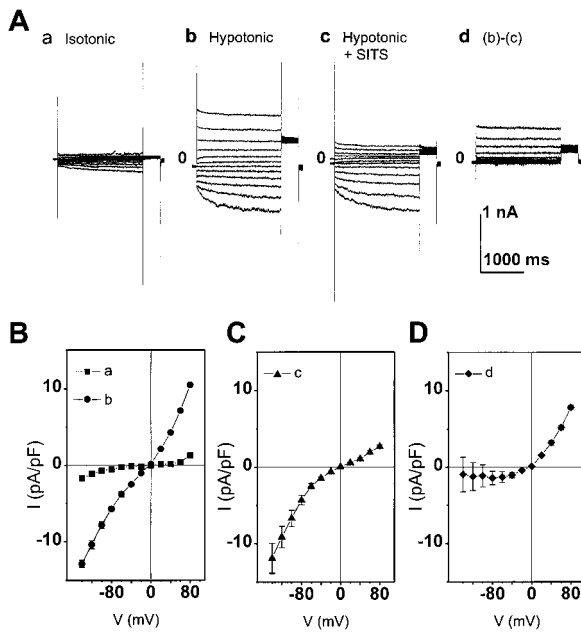 A
a Isotonic
b Hypotonic
c Hypotonic
+ SITS
d (b)-(c)
0
0
0
1 nA
1000 ms
B
a
b
I (pA/pF)
10
0
-10
-80 0 80
V (mV)
C
c
I (pA/pF)
10
0
-10
-80 0 80
V (mV)
D
d
I (pA/pF)
10
0
-10
-80 0 80
V (mV)